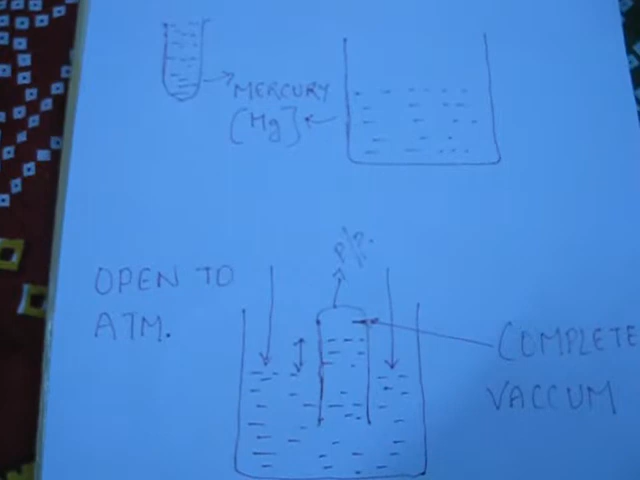 MERCURY
[Hg]
OPEN TO
ATM.
COMPLETE
VACCUM